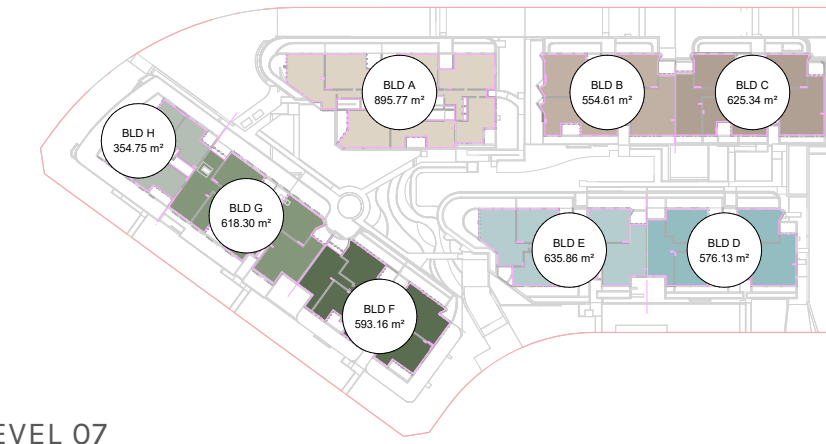 BLD A
895.77 m²
BLD B
554.61 m²
BLD C
625.34 m²
BLD H
354.75 m²
BLD G
618.30 m²
BLD E
635.86 m²
BLD D
576.13 m²
BLD F
593.16 m²
EVEL 07